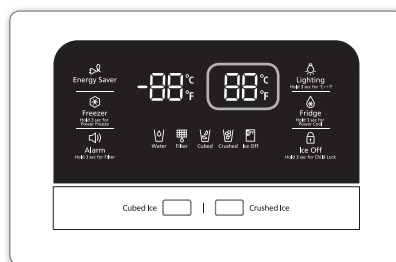 Energy Saver
-88 °C °F
88 °C °F
Lighting
Hold 3 sec for °C↔°F
Freezer
Hold 3 sec for
Power Freeze
Fridge
Hold 3 sec for
Power Cool
Water Filter Cubed Crushed Ice Off
Alarm
Hold 3 sec for Filter
Ice Off
Hold 3 sec for Child Lock
Cubed Ice | Crushed Ice